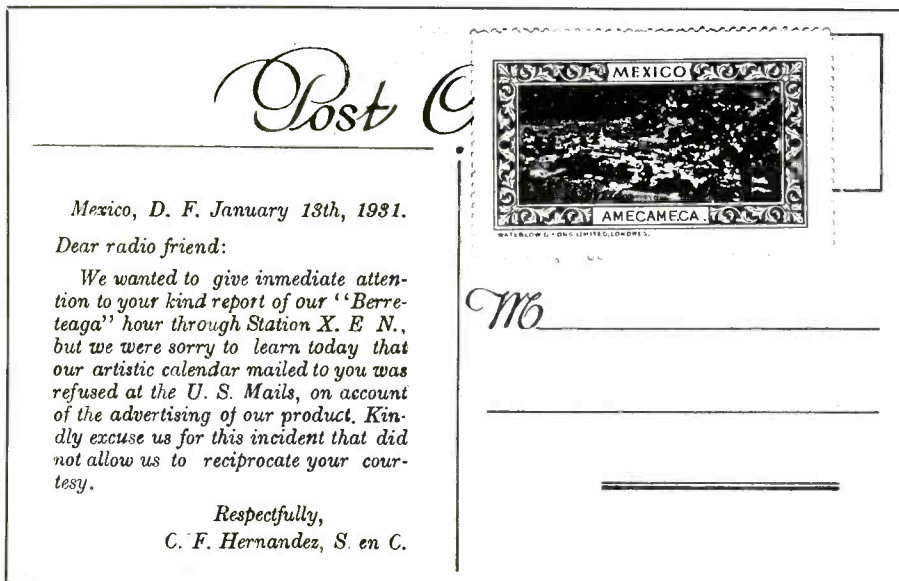 Post C
MEXICO
AMECAMECA.
WATERLOW & SONS LIMITED, LONDRES.
Mexico, D. F. January 13th, 1931.
Dear radio friend:
We wanted to give inmediate atten-
tion to your kind report of our "Berre-
teaga" hour through Station X. E N.,
but we were sorry to learn today that
our artistic calendar mailed to you was
refused at the U. S. Mails, on account
of the advertising of our product. Kin-
dly excuse us for this incident that did
not allow us to reciprocate your cour-
tesy.
Respectfully,
C. F. Hernandez, S. en C.
M